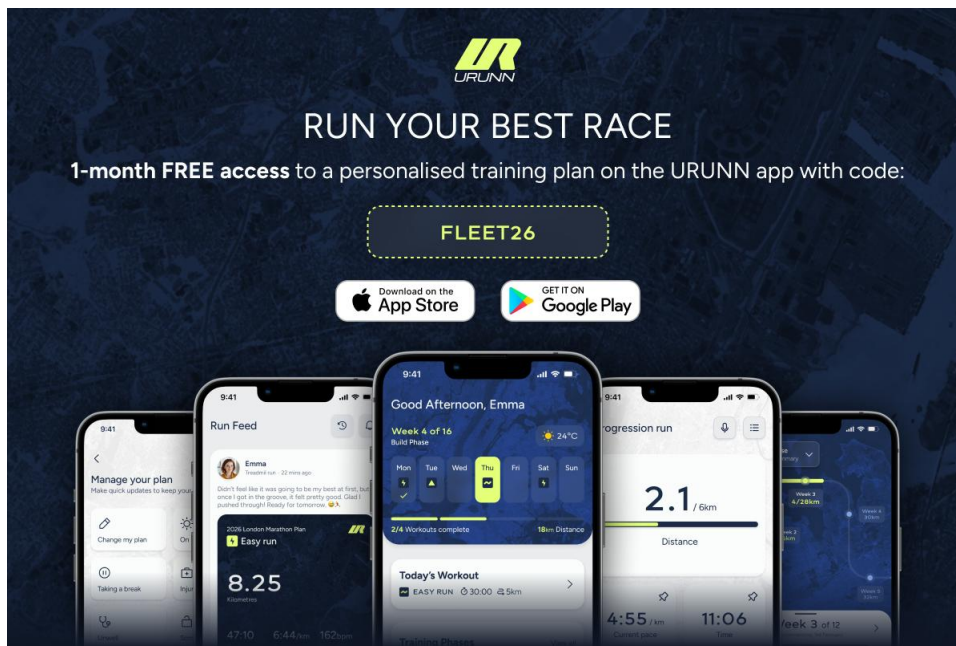 UR
URUNN
RUN YOUR BEST RACE
1-month FREE access to a personalised training plan on the URUNN app with code:
FLEET26
Download on the
App Store
GET IT ON
Google Play
9:41
Manage your plan
Make quick updates to keep your
Change my plan
On
Taking a break
Injur
Unwell
9:41
Run Feed
Emma
Treadmill run · 22 mins ago
Didn't feel like it was going to be my best at first, but
once I got in the groove, it felt pretty good. Glad I
pushed through! Ready for tomorrow. 😅🏃
2026 London Marathon Plan
UR
Easy run
8.25
Kilometres
47:10 6:44/km 162bpm
9:41
Good Afternoon, Emma
Week 4 of 16
Build Phase
24°C
Mon Tue Wed Thu Fri Sat Sun
2/4 Workouts complete
18km Distance
Today's Workout
EASY RUN 30:00 5km
Training Phases
9:41
rogression run
2.1 / 6km
Distance
4:55 /km
Current pace
11:06
Time
Week 3
4/28km
Week 4
Week 3 of 12